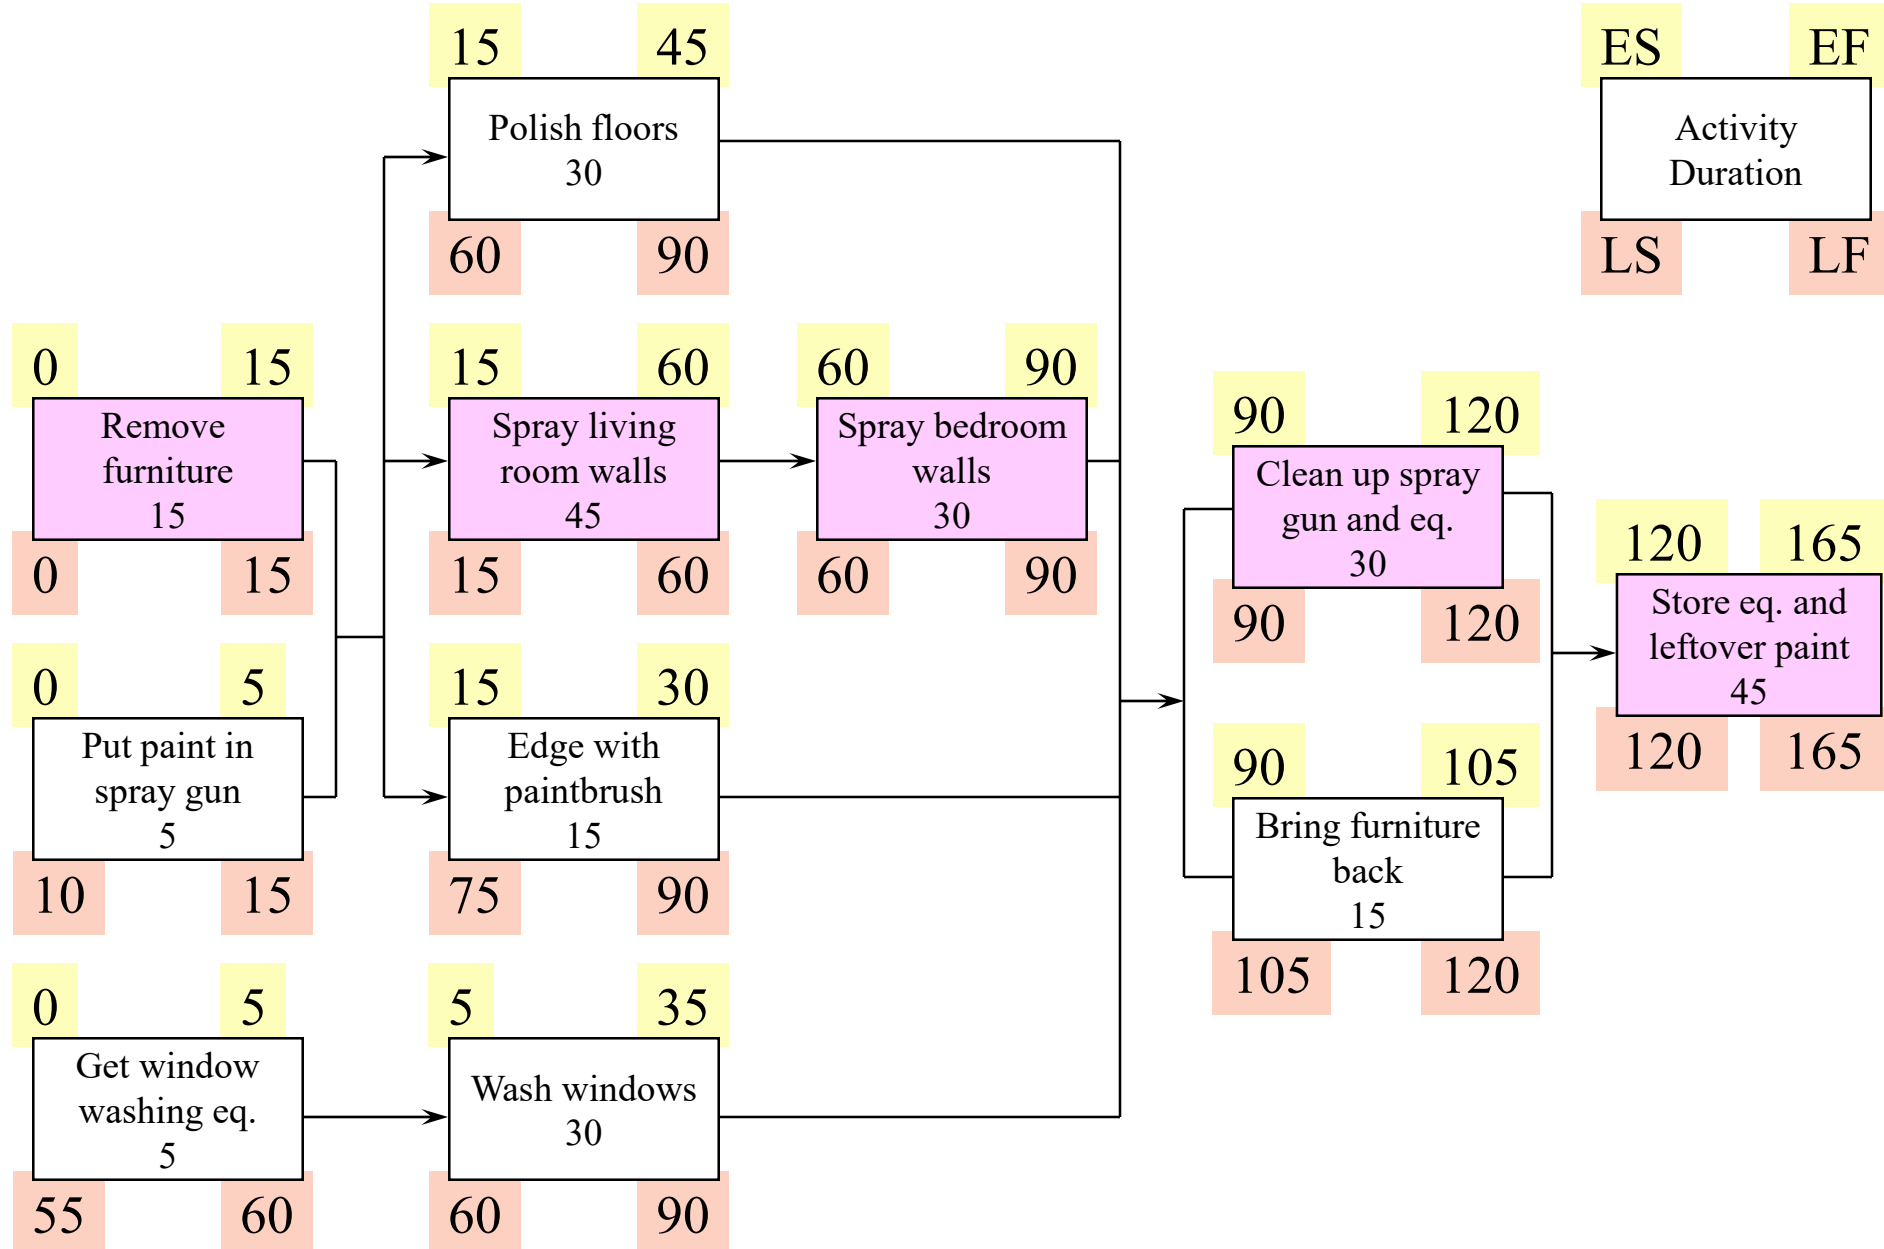 15 45
Polish floors
30
60 90
ES EF
Activity
Duration
LS LF
0 15
Remove
furniture
15
0 15
15 60
Spray living
room walls
45
15 60
60 90
Spray bedroom
walls
30
60 90
90 120
Clean up spray
gun and eq.
30
90 120
120 165
Store eq. and
leftover paint
45
120 165
0 5
Put paint in
spray gun
5
10 15
15 30
Edge with
paintbrush
15
75 90
90 105
Bring furniture
back
15
105 120
0 5
Get window
washing eq.
5
55 60
5 35
Wash windows
30
60 90